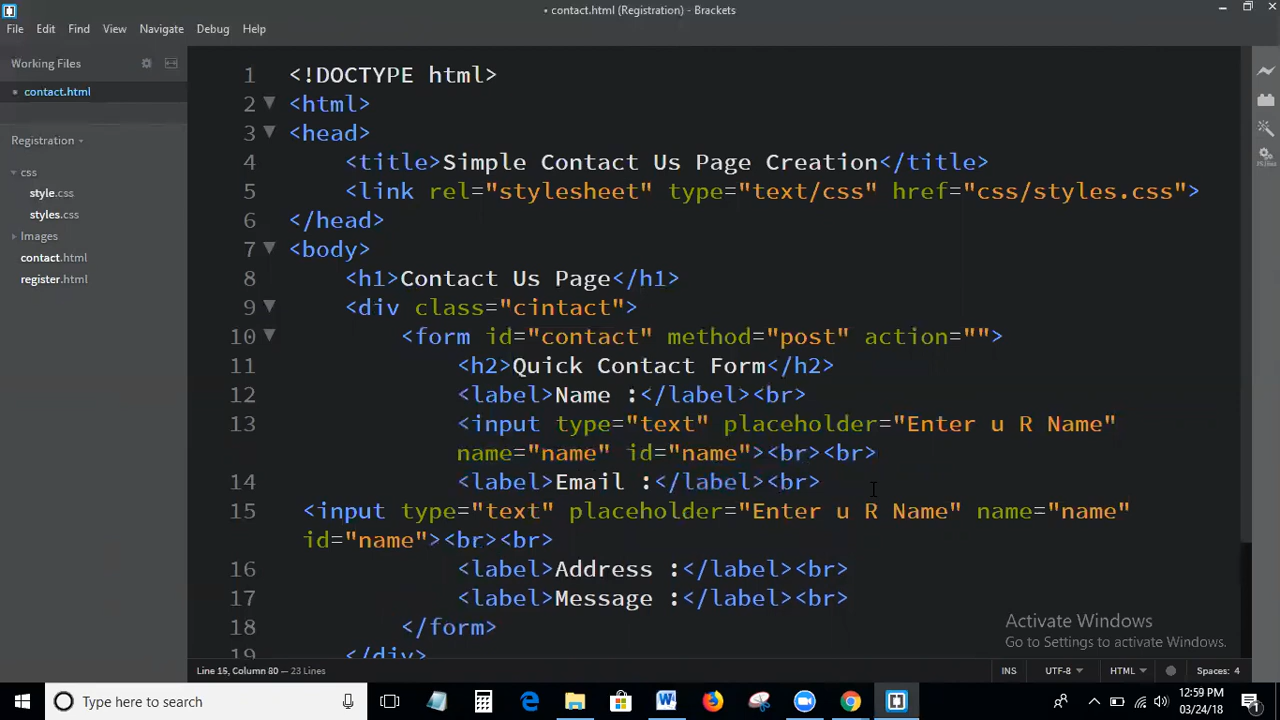 • contact.html (Registration) - Brackets
File Edit Find View Navigate Debug Help
Working Files
• contact.html
Registration
css
style.css
styles.css
Images
contact.html
register.html
1 <!DOCTYPE html>
2 <html>
3 <head>
4 <title>Simple Contact Us Page Creation</title>
5 <link rel="stylesheet" type="text/css" href="css/styles.css">
6 </head>
7 <body>
8 <h1>Contact Us Page</h1>
9 <div class="cintact">
10 <form id="contact" method="post" action="">
11 <h2>Quick Contact Form</h2>
12 <label>Name :</label><br>
13 <input type="text" placeholder="Enter u R Name"
name="name" id="name"><br><br>
14 <label>Email :</label><br>
15 <input type="text" placeholder="Enter u R Name" name="name"
id="name"><br><br>
16 <label>Address :</label><br>
17 <label>Message :</label><br>
18 </form>
19 </div>
Activate Windows
Go to Settings to activate Windows.
Line 15, Column 80 — 23 Lines
INS UTF-8 HTML Spaces: 4
Type here to search
12:59 PM
03/24/18